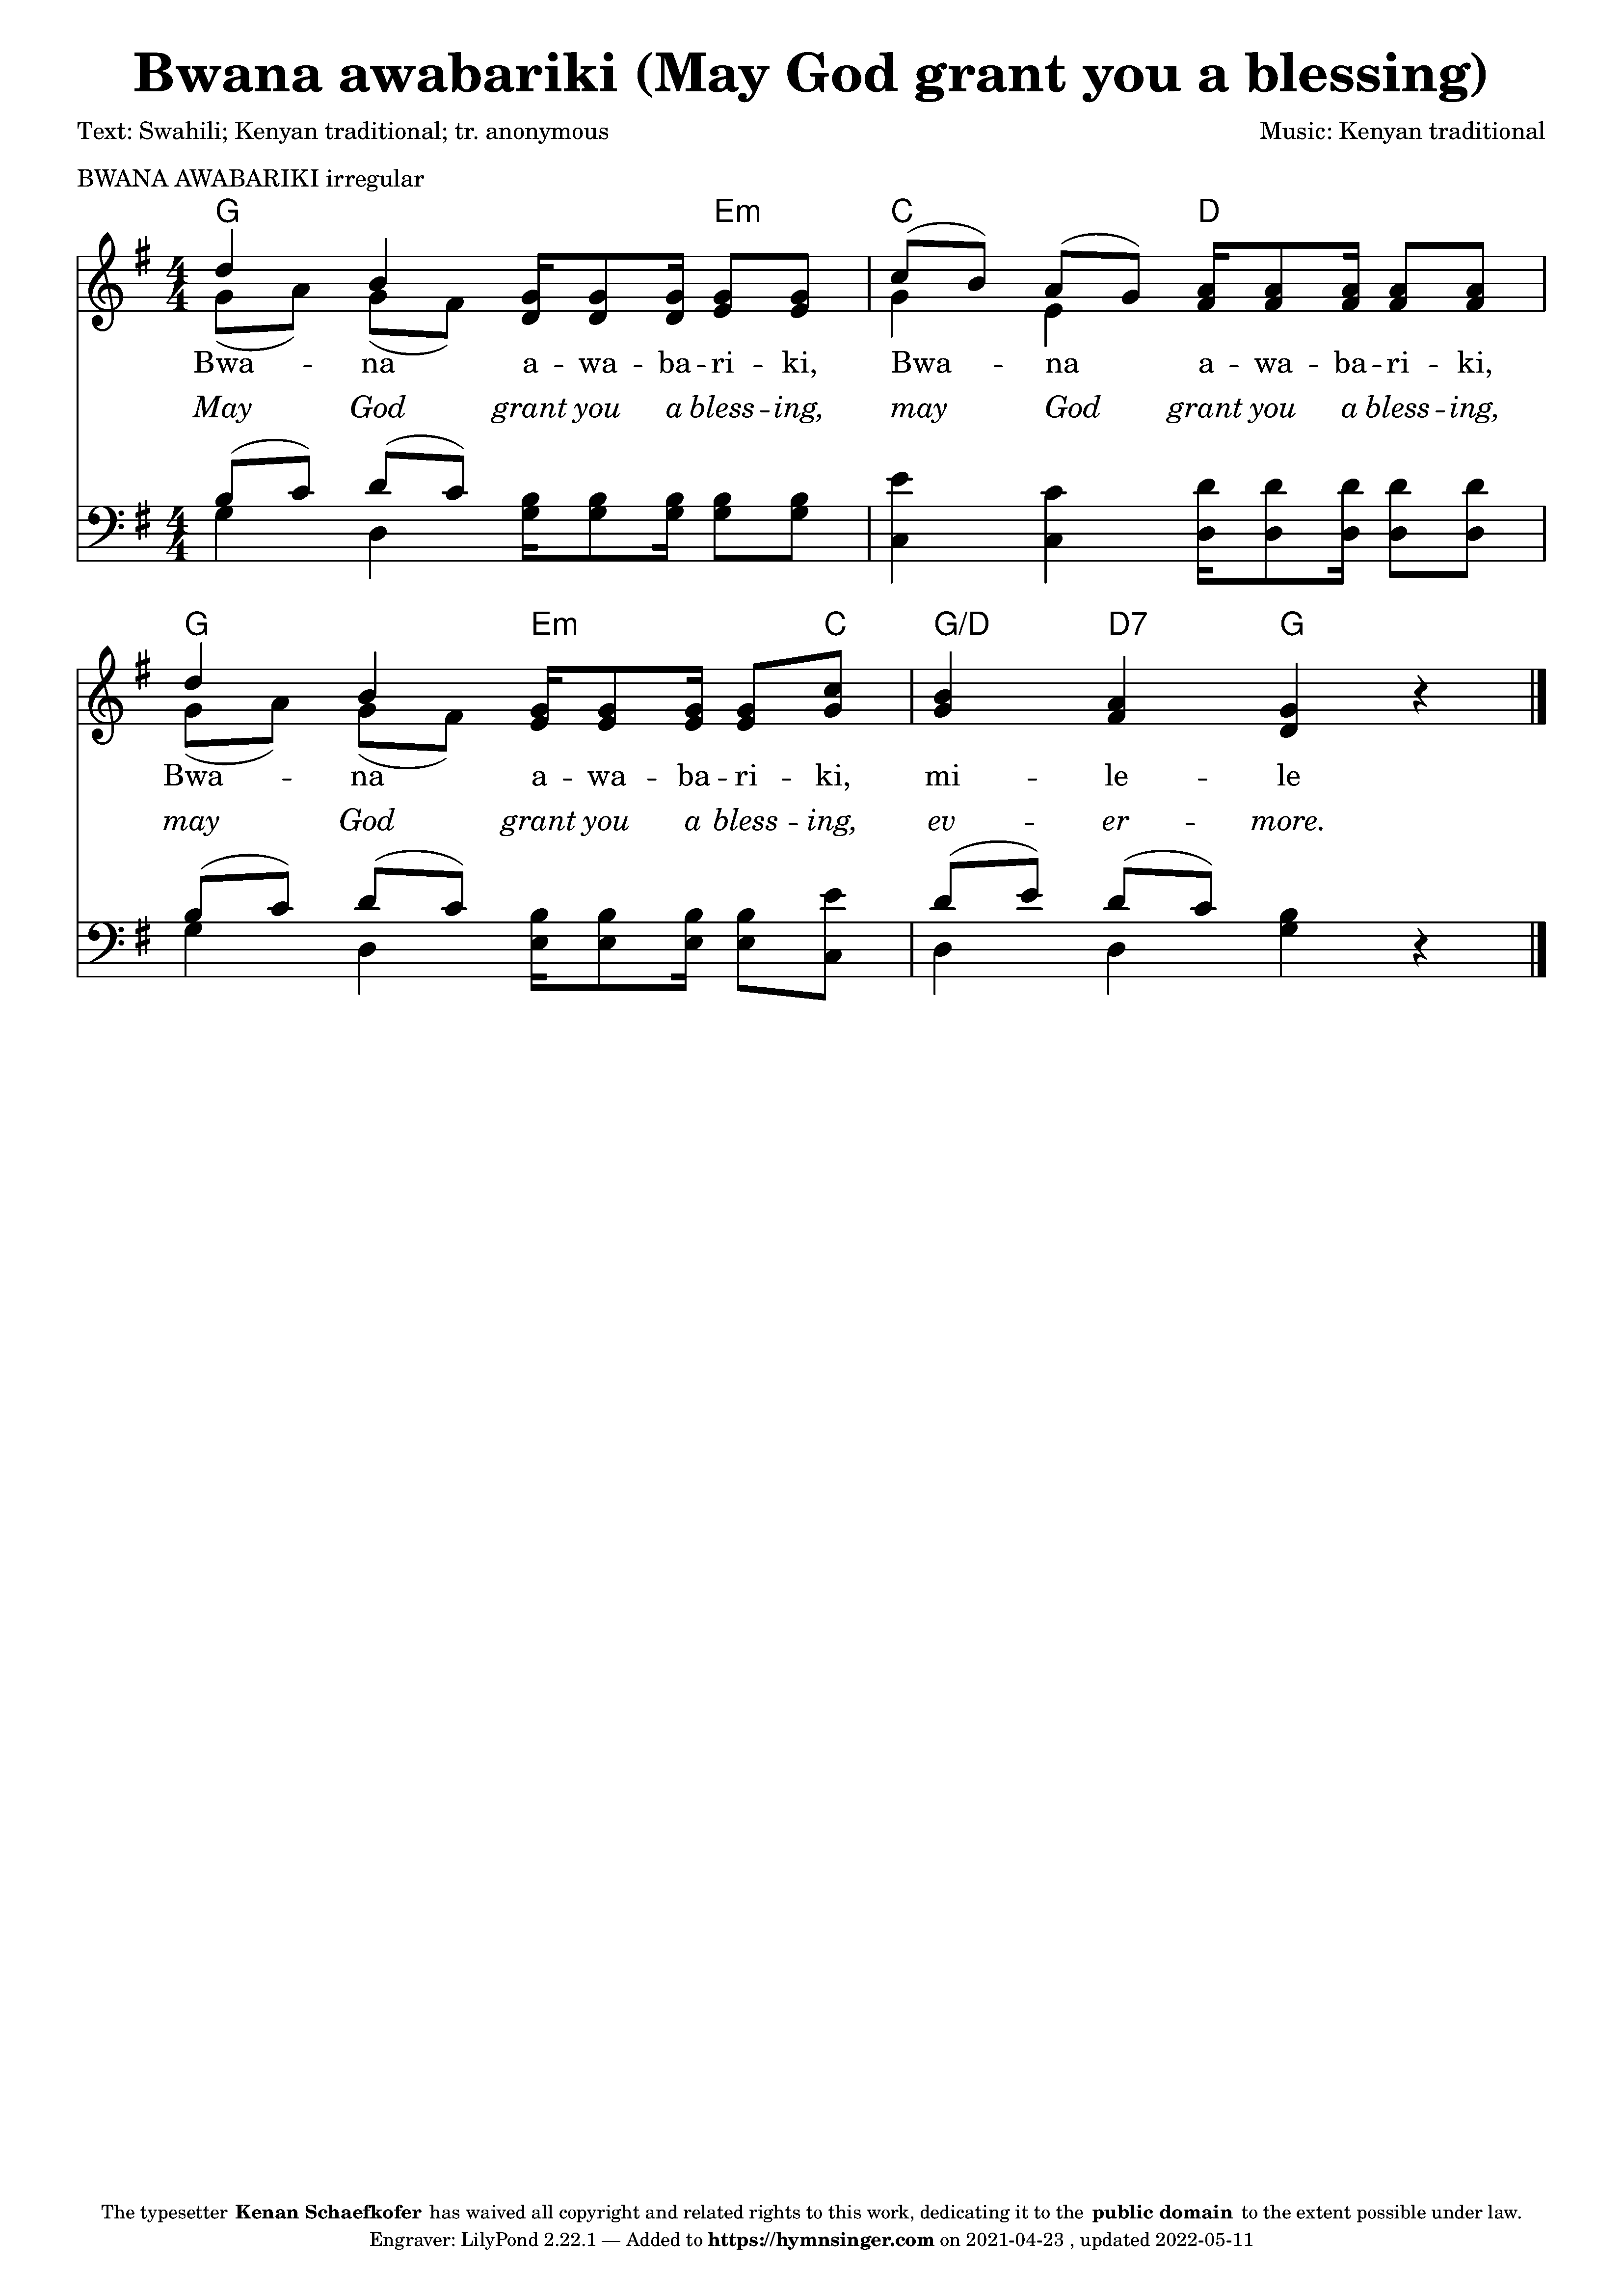 Bwana awabariki (May God grant you a blessing)
Text: Swahili; Kenyan traditional; tr. anonymous
Music: Kenyan traditional
BWANA AWABARIKI irregular
G Em C D
4 4
Bwa - na a - wa - ba - ri - ki, Bwa - na a - wa - ba - ri - ki,
May God grant you a bless - ing, may God grant you a bless - ing,
4 4
G Em C G/D D7 G
Bwa - na a - wa - ba - ri - ki, mi - le - le
may God grant you a bless - ing, ev - er - more.
The typesetter Kenan Schaefkofer has waived all copyright and related rights to this work, dedicating it to the public domain to the extent possible under law.
Engraver: LilyPond 2.22.1 — Added to https://hymnsinger.com on 2021-04-23 , updated 2022-05-11